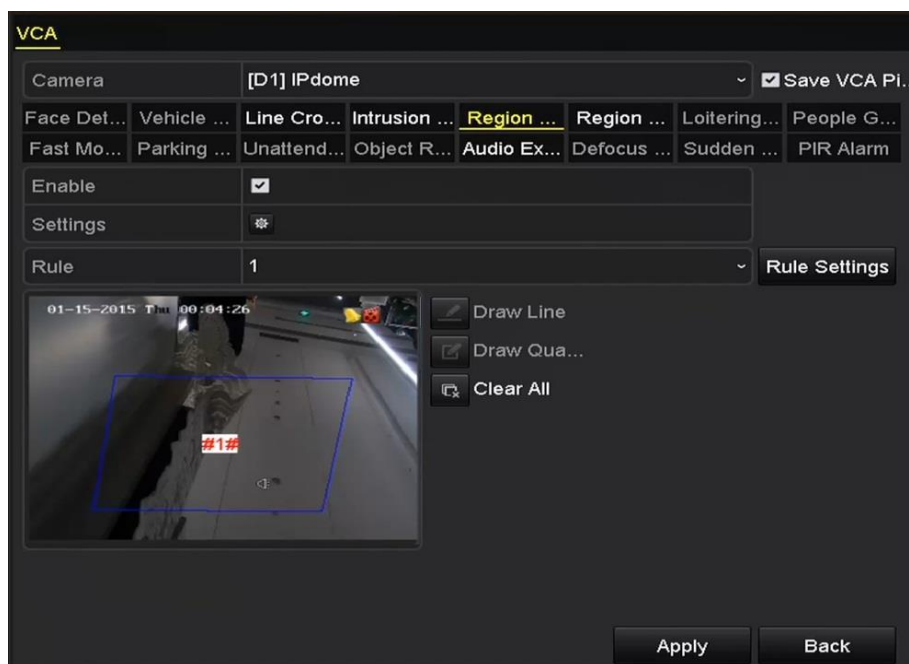 VCA
Camera [D1] IPdome Save VCA Pi.
Face Det... Vehicle ... Line Cro... Intrusion ... Region ... Region ... Loitering... People G...
Fast Mo... Parking ... Unattend... Object R... Audio Ex... Defocus ... Sudden ... PIR Alarm
Enable
Settings
Rule 1 Rule Settings
01-15-2015 Thu 00:04:26
Draw Line
Draw Qua...
Clear All
#1#
Apply Back